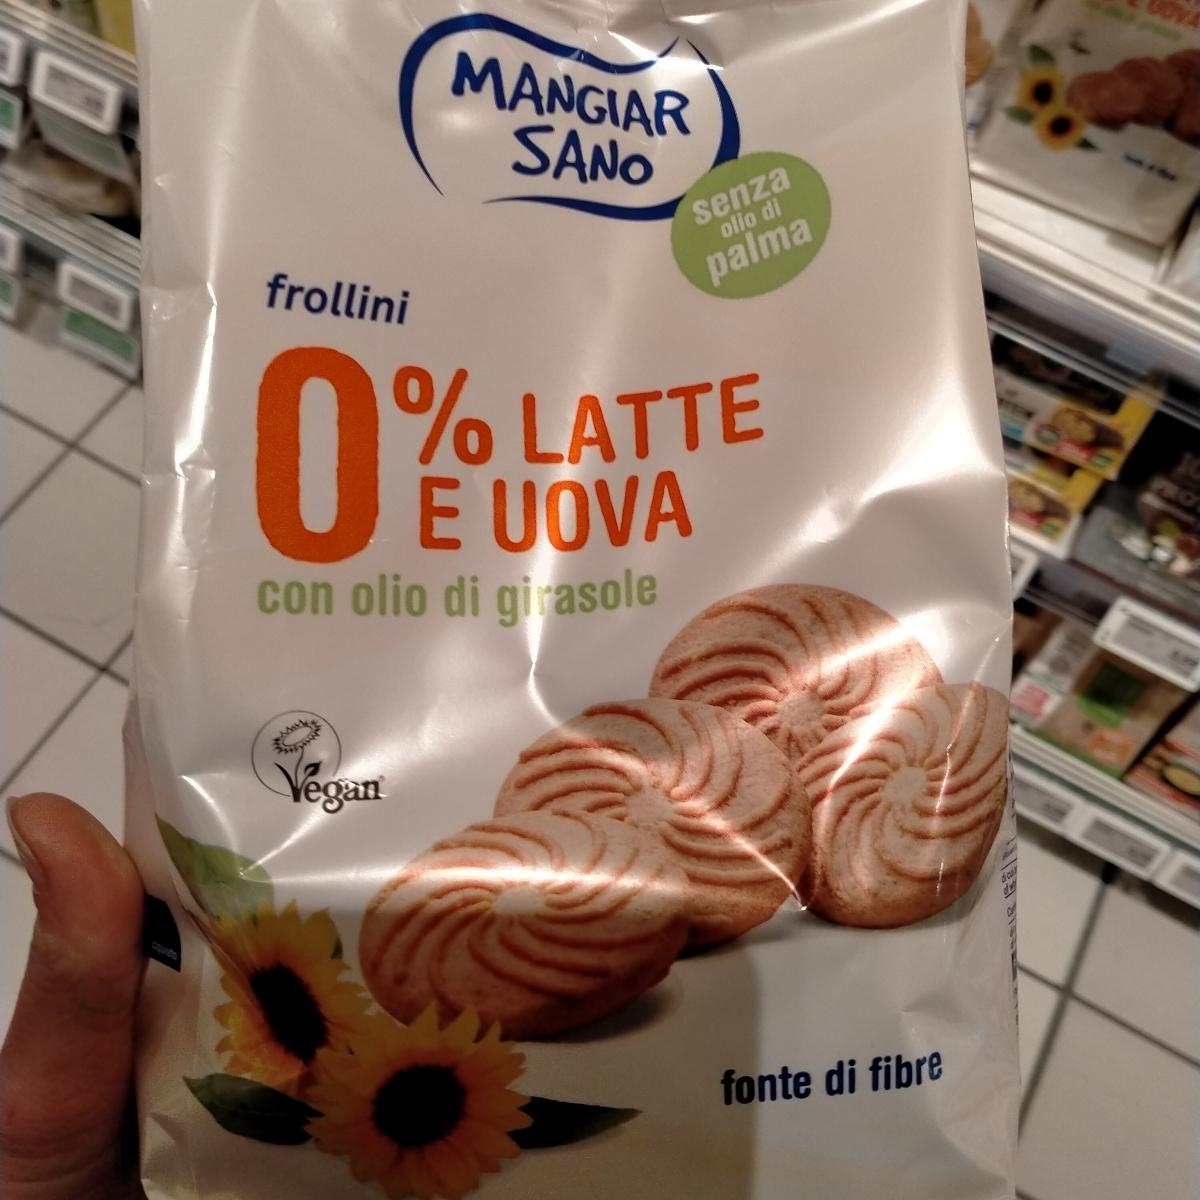 MANGIAR
SANO
senza
olio di
palma
frollini
0% LATTE
E UOVA
con olio di girasole
Vegan
fonte di fibre